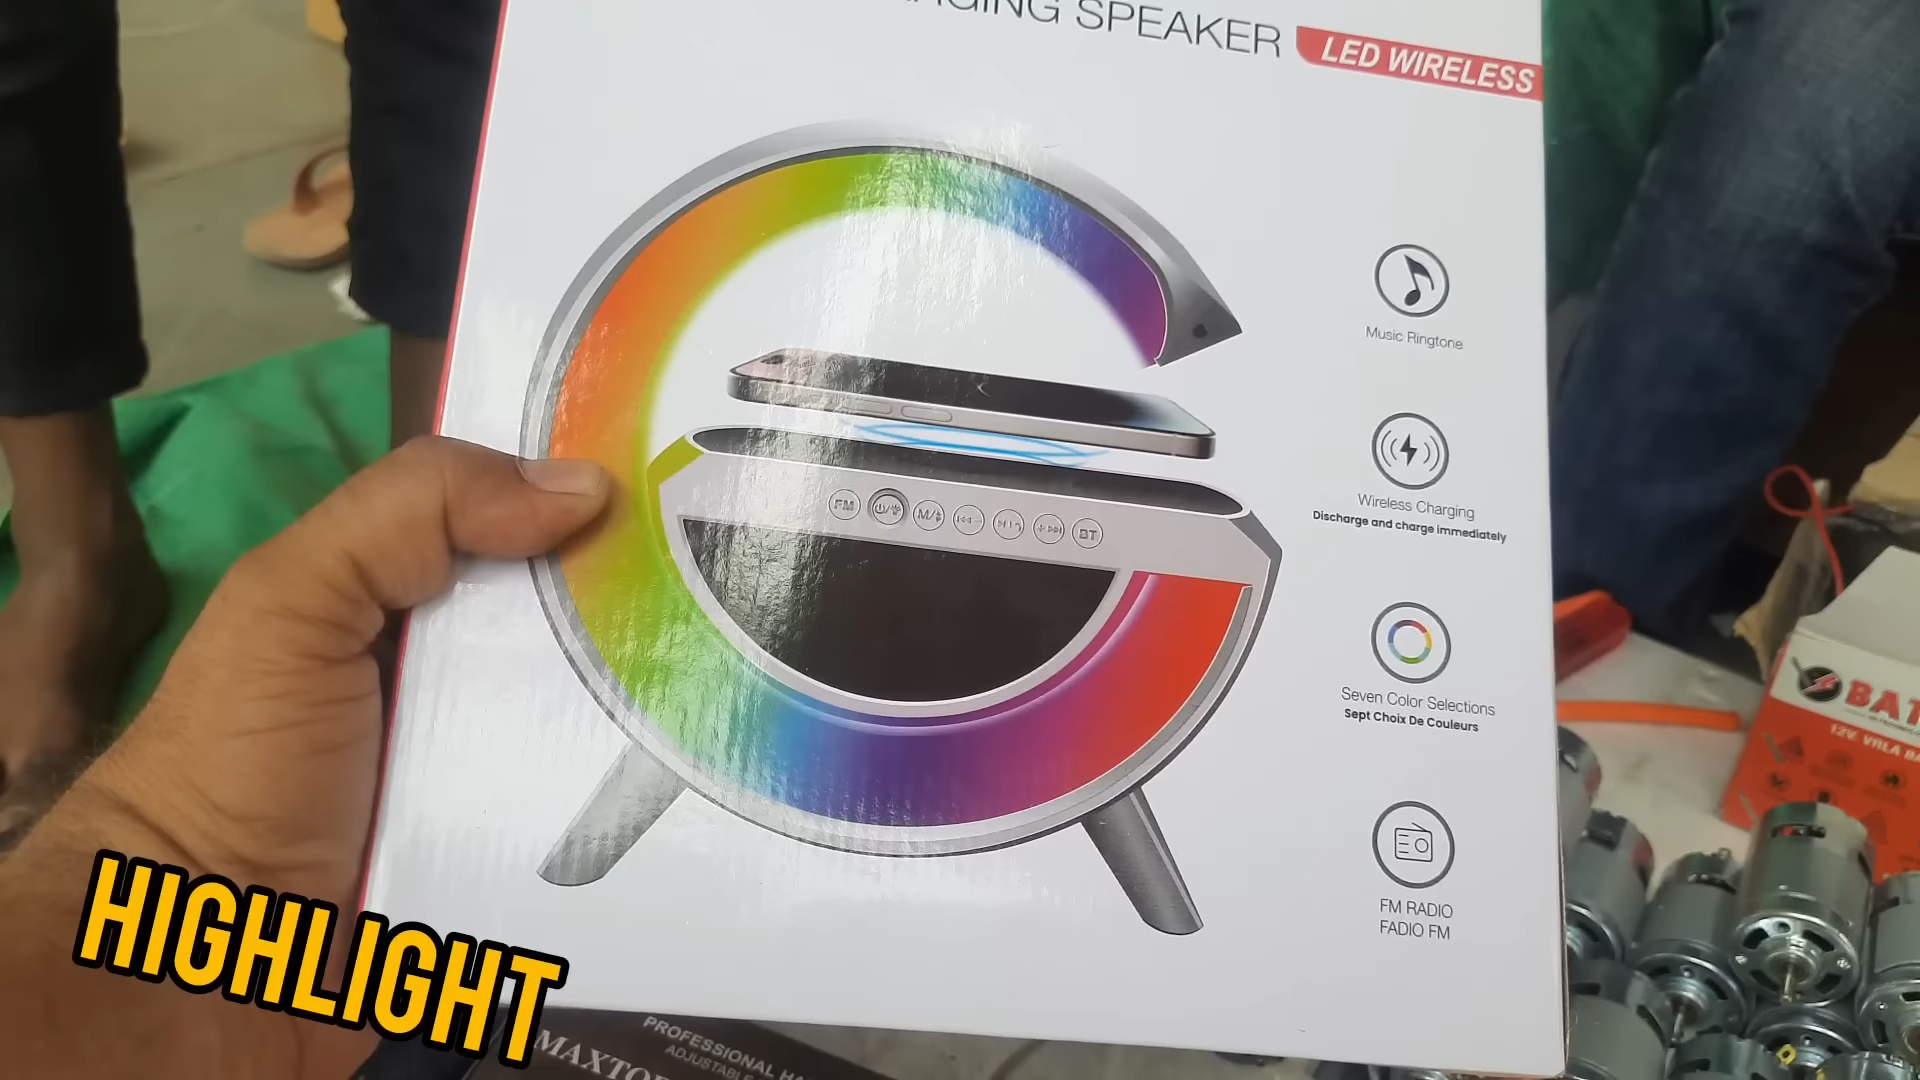 SPEAKER
LED WIRELESS
Music Ringtone
Wireless Charging
Discharge and charge immediately
FM
M/
BT
Seven Color Selections
Sept Choix De Couleurs
FM RADIO
FADIO FM
12V. VRLA
HIGHLIGHT
PROFESSIONAL
ADJUSTABLE